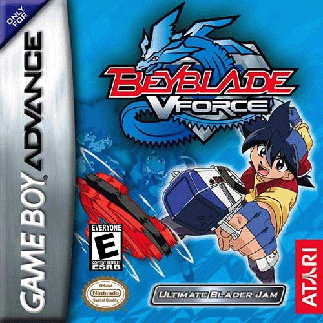 ONLY
FOR
GAME BOY ADVANCE
BEYBLADE
VFORCE
EVERYONE
E
ESRB
Official
Nintendo
Seal of Quality
ULTIMATE BLADER JAM
ATARI